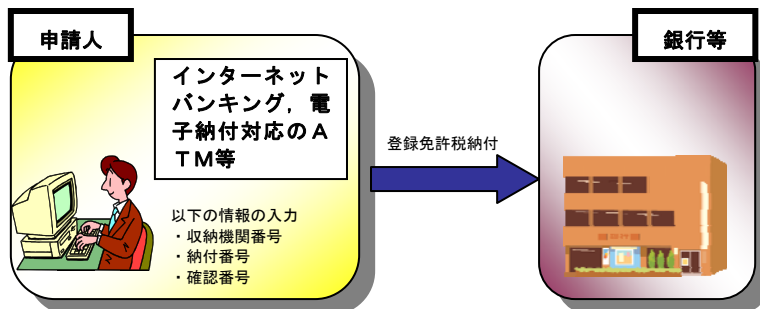 申請人
インターネット
バンキング，電
子納付対応のＡ
ＴＭ等
以下の情報の入力
・収納機関番号
・納付番号
・確認番号
登録免許税納付
銀行等